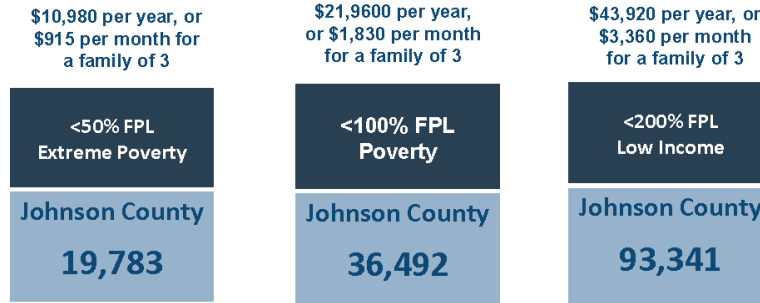 $10,980 per year, or
$915 per month for
a family of 3
<50% FPL
Extreme Poverty
Johnson County
19,783
$21,9600 per year,
or $1,830 per month
for a family of 3
<100% FPL
Poverty
Johnson County
36,492
$43,920 per year, or
$3,360 per month
for a family of 3
<200% FPL
Low Income
Johnson County
93,341